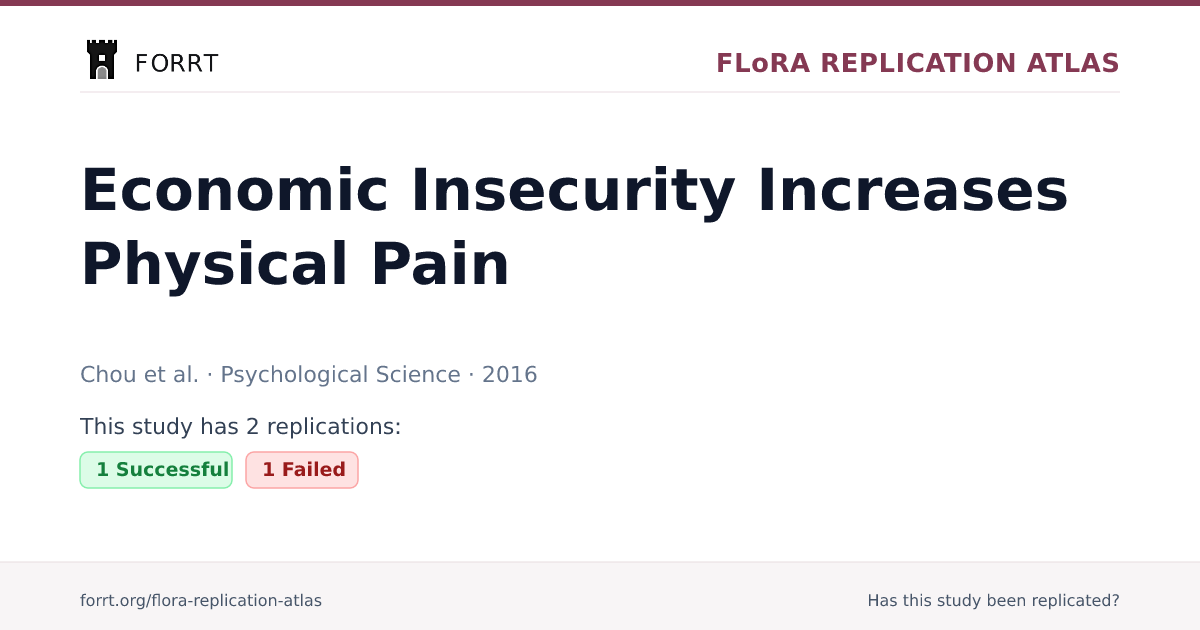 FORRT
FLoRA REPLICATION ATLAS
Economic Insecurity Increases
Physical Pain
Chou et al. · Psychological Science · 2016
This study has 2 replications:
1 Successful 1 Failed
forrt.org/flora-replication-atlas
Has this study been replicated?